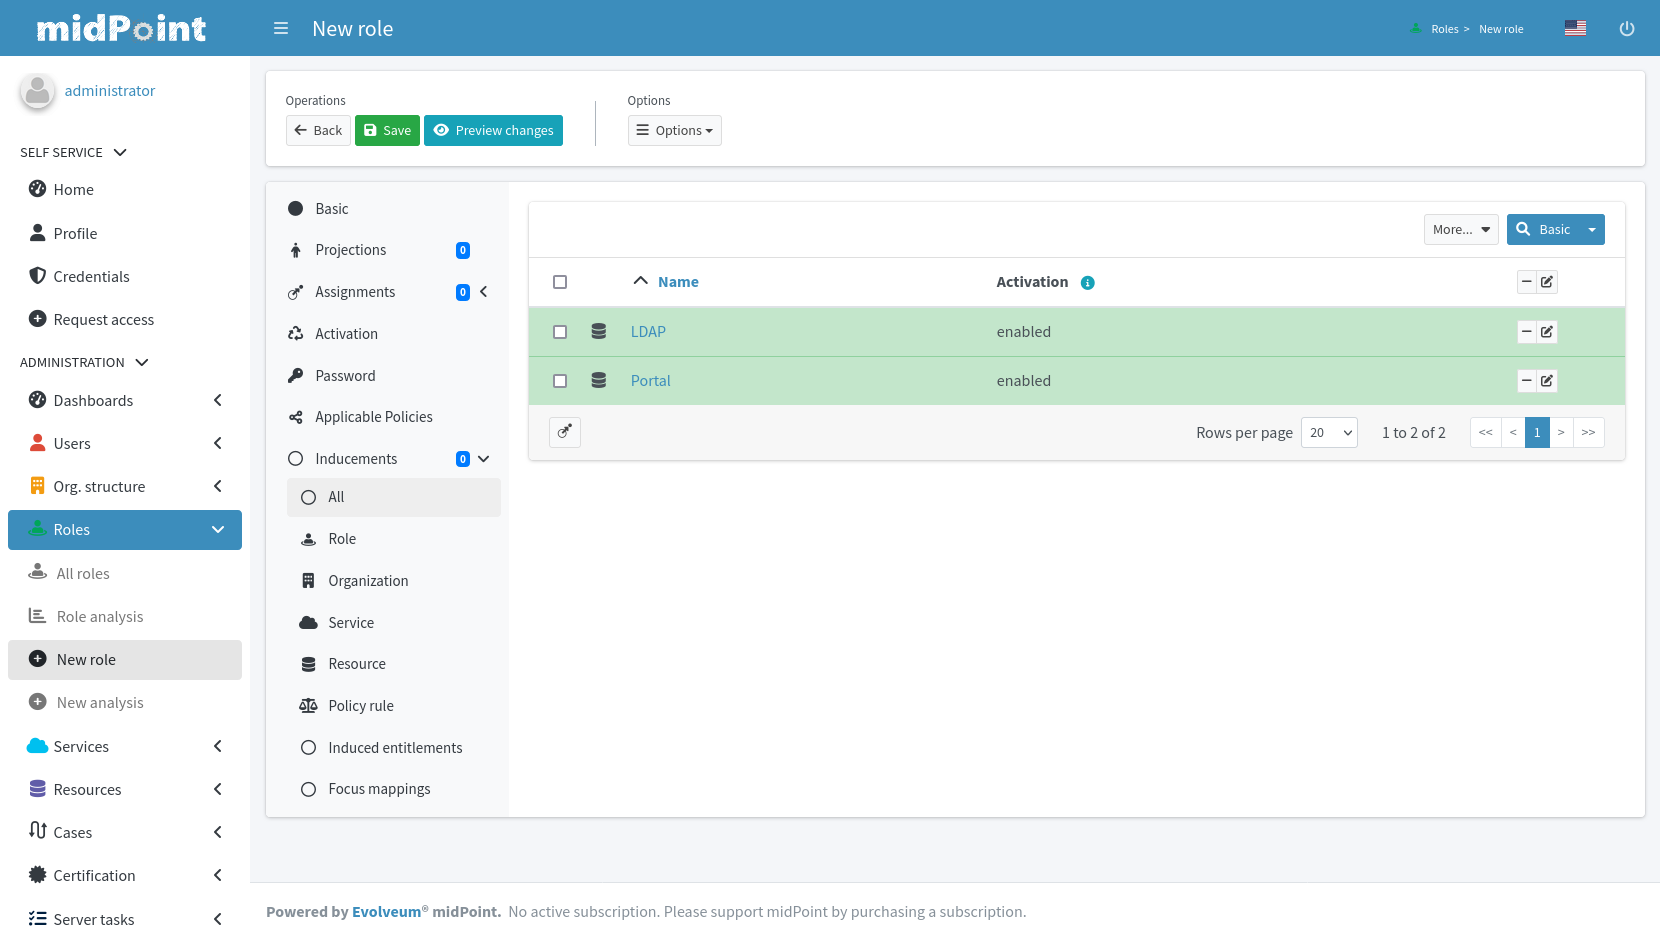 midPoint
New role
Roles > New role
administrator
SELF SERVICE
Home
Profile
Credentials
Request access
ADMINISTRATION
Dashboards
Users
Org. structure
Roles
All roles
Role analysis
New role
New analysis
Services
Resources
Cases
Certification
Server tasks
Operations
Back
Save
Preview changes
Options
Options
Basic
Projections 0
Assignments 0
Activation
Password
Applicable Policies
Inducements 0
All
Role
Organization
Service
Resource
Policy rule
Induced entitlements
Focus mappings
More...
Basic
Name Activation
LDAP enabled
Portal enabled
Rows per page 20 1 to 2 of 2 << < 1 > >>
Powered by Evolveum® midPoint. No active subscription. Please support midPoint by purchasing a subscription.